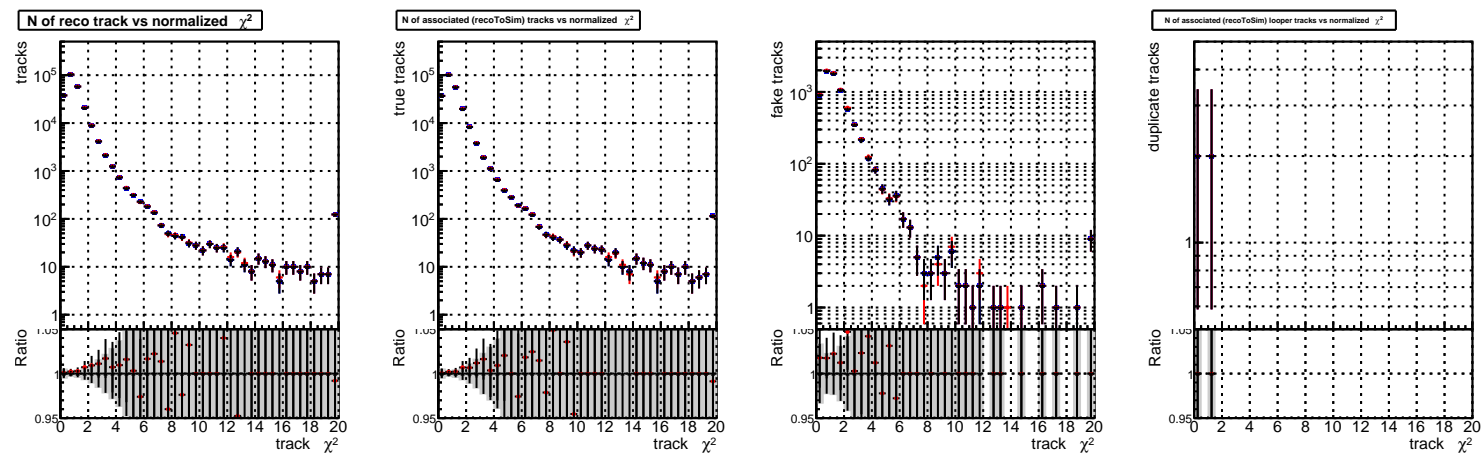 N of reco track vs normalized χ²
tracks
10⁵
10⁴
10³
10²
10
1
Ratio
1.05
1
0.95
0 2 4 6 8 10 12 14 16 18 20
track χ²
N of associated (recoToSim) tracks vs normalized χ²
true tracks
10⁵
10⁴
10³
10²
10
1
Ratio
1.05
1
0.95
0 2 4 6 8 10 12 14 16 18 20
track χ²
fake tracks
10³
10²
10
1
Ratio
1.05
1
0.95
0 2 4 6 8 10 12 14 16 18 20
track χ²
N of associated (recoToSim) looper tracks vs normalized χ²
duplicate tracks
1
Ratio
1.05
1
0.95
0 2 4 6 8 10 12 14 16 18 20
track χ²